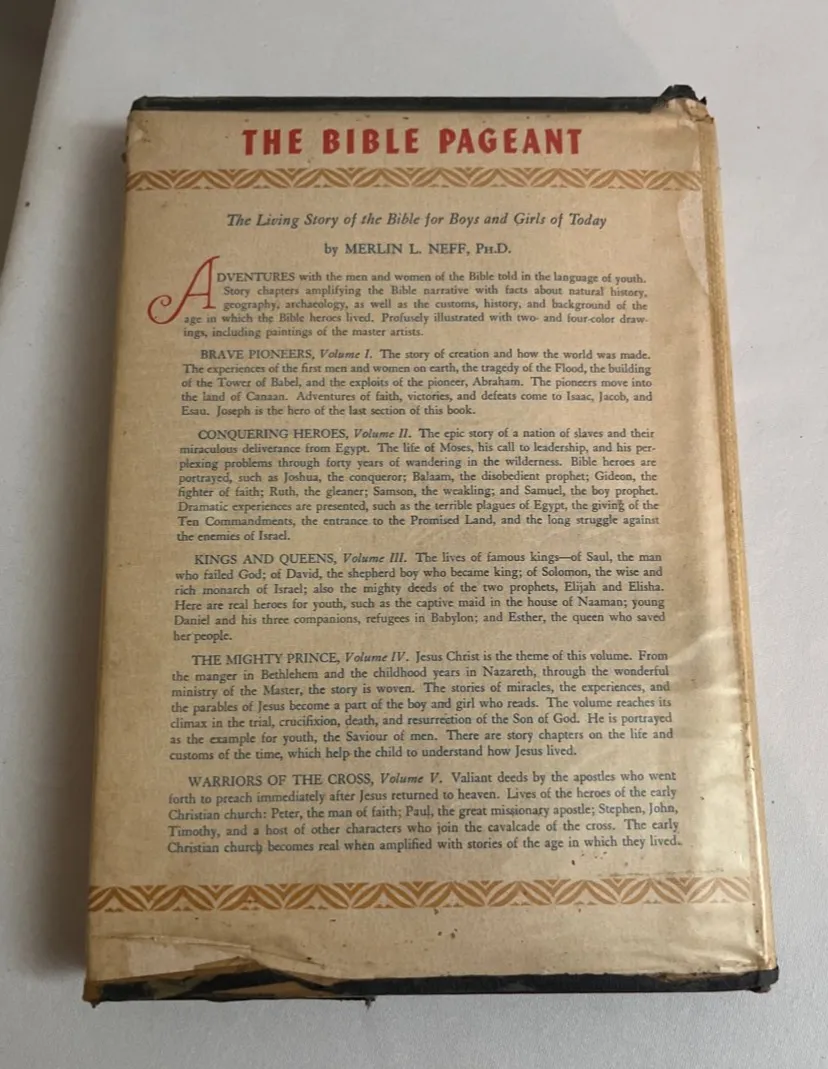 THE BIBLE PAGEANT
The Living Story of the Bible for Boys and Girls of Today
by MERLIN L. NEFF, PH.D.
ADVENTURES with the men and women of the Bible told in the language of youth.
Story chapters amplifying the Bible narrative with facts about natural history,
geography, archaeology, as well as the customs, history, and background of the
age in which the Bible heroes lived. Profusely illustrated with two- and four-color draw-
ings, including paintings of the master artists.
BRAVE PIONEERS, Volume I. The story of creation and how the world was made.
The experiences of the first men and women on earth, the tragedy of the Flood, the building
of the Tower of Babel, and the exploits of the pioneer, Abraham. The pioneers move into
the land of Canaan. Adventures of faith, victories, and defeats come to Isaac, Jacob, and
Esau. Joseph is the hero of the last section of this book.
CONQUERING HEROES, Volume II. The epic story of a nation of slaves and their
miraculous deliverance from Egypt. The life of Moses, his call to leadership, and his per-
plexing problems through forty years of wandering in the wilderness. Bible heroes are
portrayed, such as Joshua, the conqueror; Balaam, the disobedient prophet; Gideon, the
fighter of faith; Ruth, the gleaner; Samson, the weakling; and Samuel, the boy prophet.
Dramatic experiences are presented, such as the terrible plagues of Egypt, the giving of the
Ten Commandments, the entrance to the Promised Land, and the long struggle against
the enemies of Israel.
KINGS AND QUEENS, Volume III. The lives of famous kings—of Saul, the man
who failed God; of David, the shepherd boy who became king; of Solomon, the wise and
rich monarch of Israel; also the mighty deeds of the two prophets, Elijah and Elisha.
Here are real heroes for youth, such as the captive maid in the house of Naaman; young
Daniel and his three companions, refugees in Babylon; and Esther, the queen who saved
her people.
THE MIGHTY PRINCE, Volume IV. Jesus Christ is the theme of this volume. From
the manger in Bethlehem and the childhood years in Nazareth, through the wonderful
ministry of the Master, the story is woven. The stories of miracles, the experiences, and
the parables of Jesus become a part of the boy and girl who reads. The volume reaches its
climax in the trial, crucifixion, death, and resurrection of the Son of God. He is portrayed
as the example for youth, the Saviour of men. There are story chapters on the life and
customs of the time, which help the child to understand how Jesus lived.
WARRIORS OF THE CROSS, Volume V. Valiant deeds by the apostles who went
forth to preach immediately after Jesus returned to heaven. Lives of the heroes of the early
Christian church: Peter, the man of faith; Paul, the great missionary apostle; Stephen, John,
Timothy, and a host of other characters who join the cavalcade of the cross. The early
Christian church becomes real when amplified with stories of the age in which they lived.